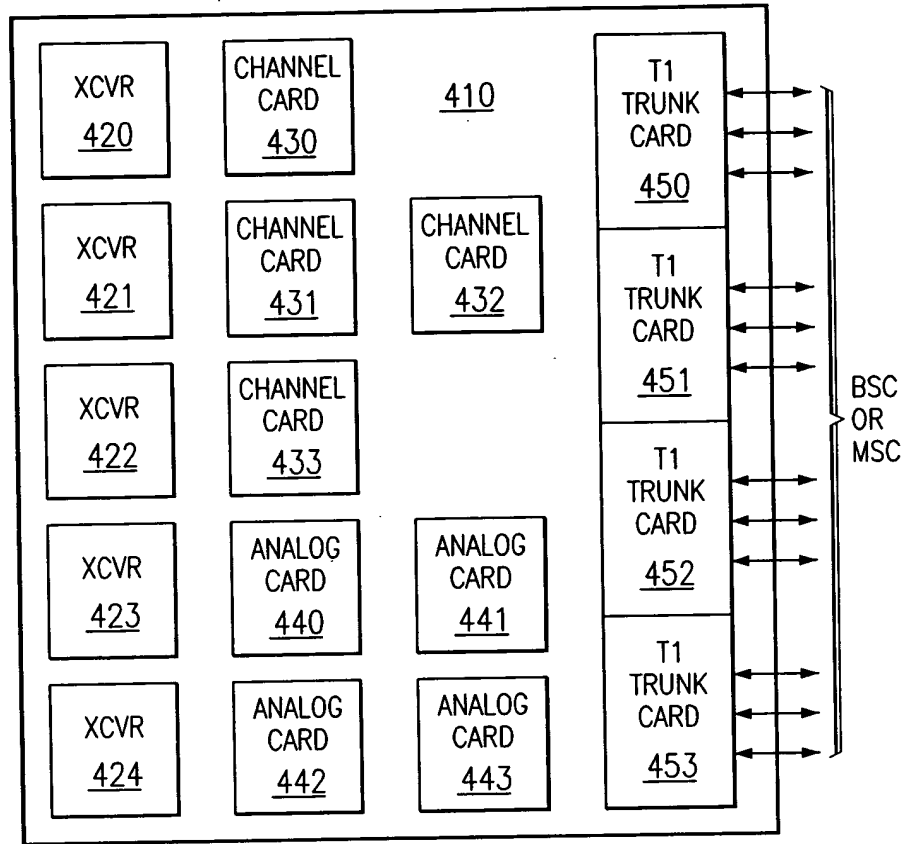 XCVR
420
CHANNEL
CARD
430
410
T1
TRUNK
CARD
450
XCVR
421
CHANNEL
CARD
431
CHANNEL
CARD
432
T1
TRUNK
CARD
451
XCVR
422
CHANNEL
CARD
433
BSC
OR
MSC
T1
TRUNK
CARD
452
XCVR
423
ANALOG
CARD
440
ANALOG
CARD
441
XCVR
424
ANALOG
CARD
442
ANALOG
CARD
443
T1
TRUNK
CARD
453